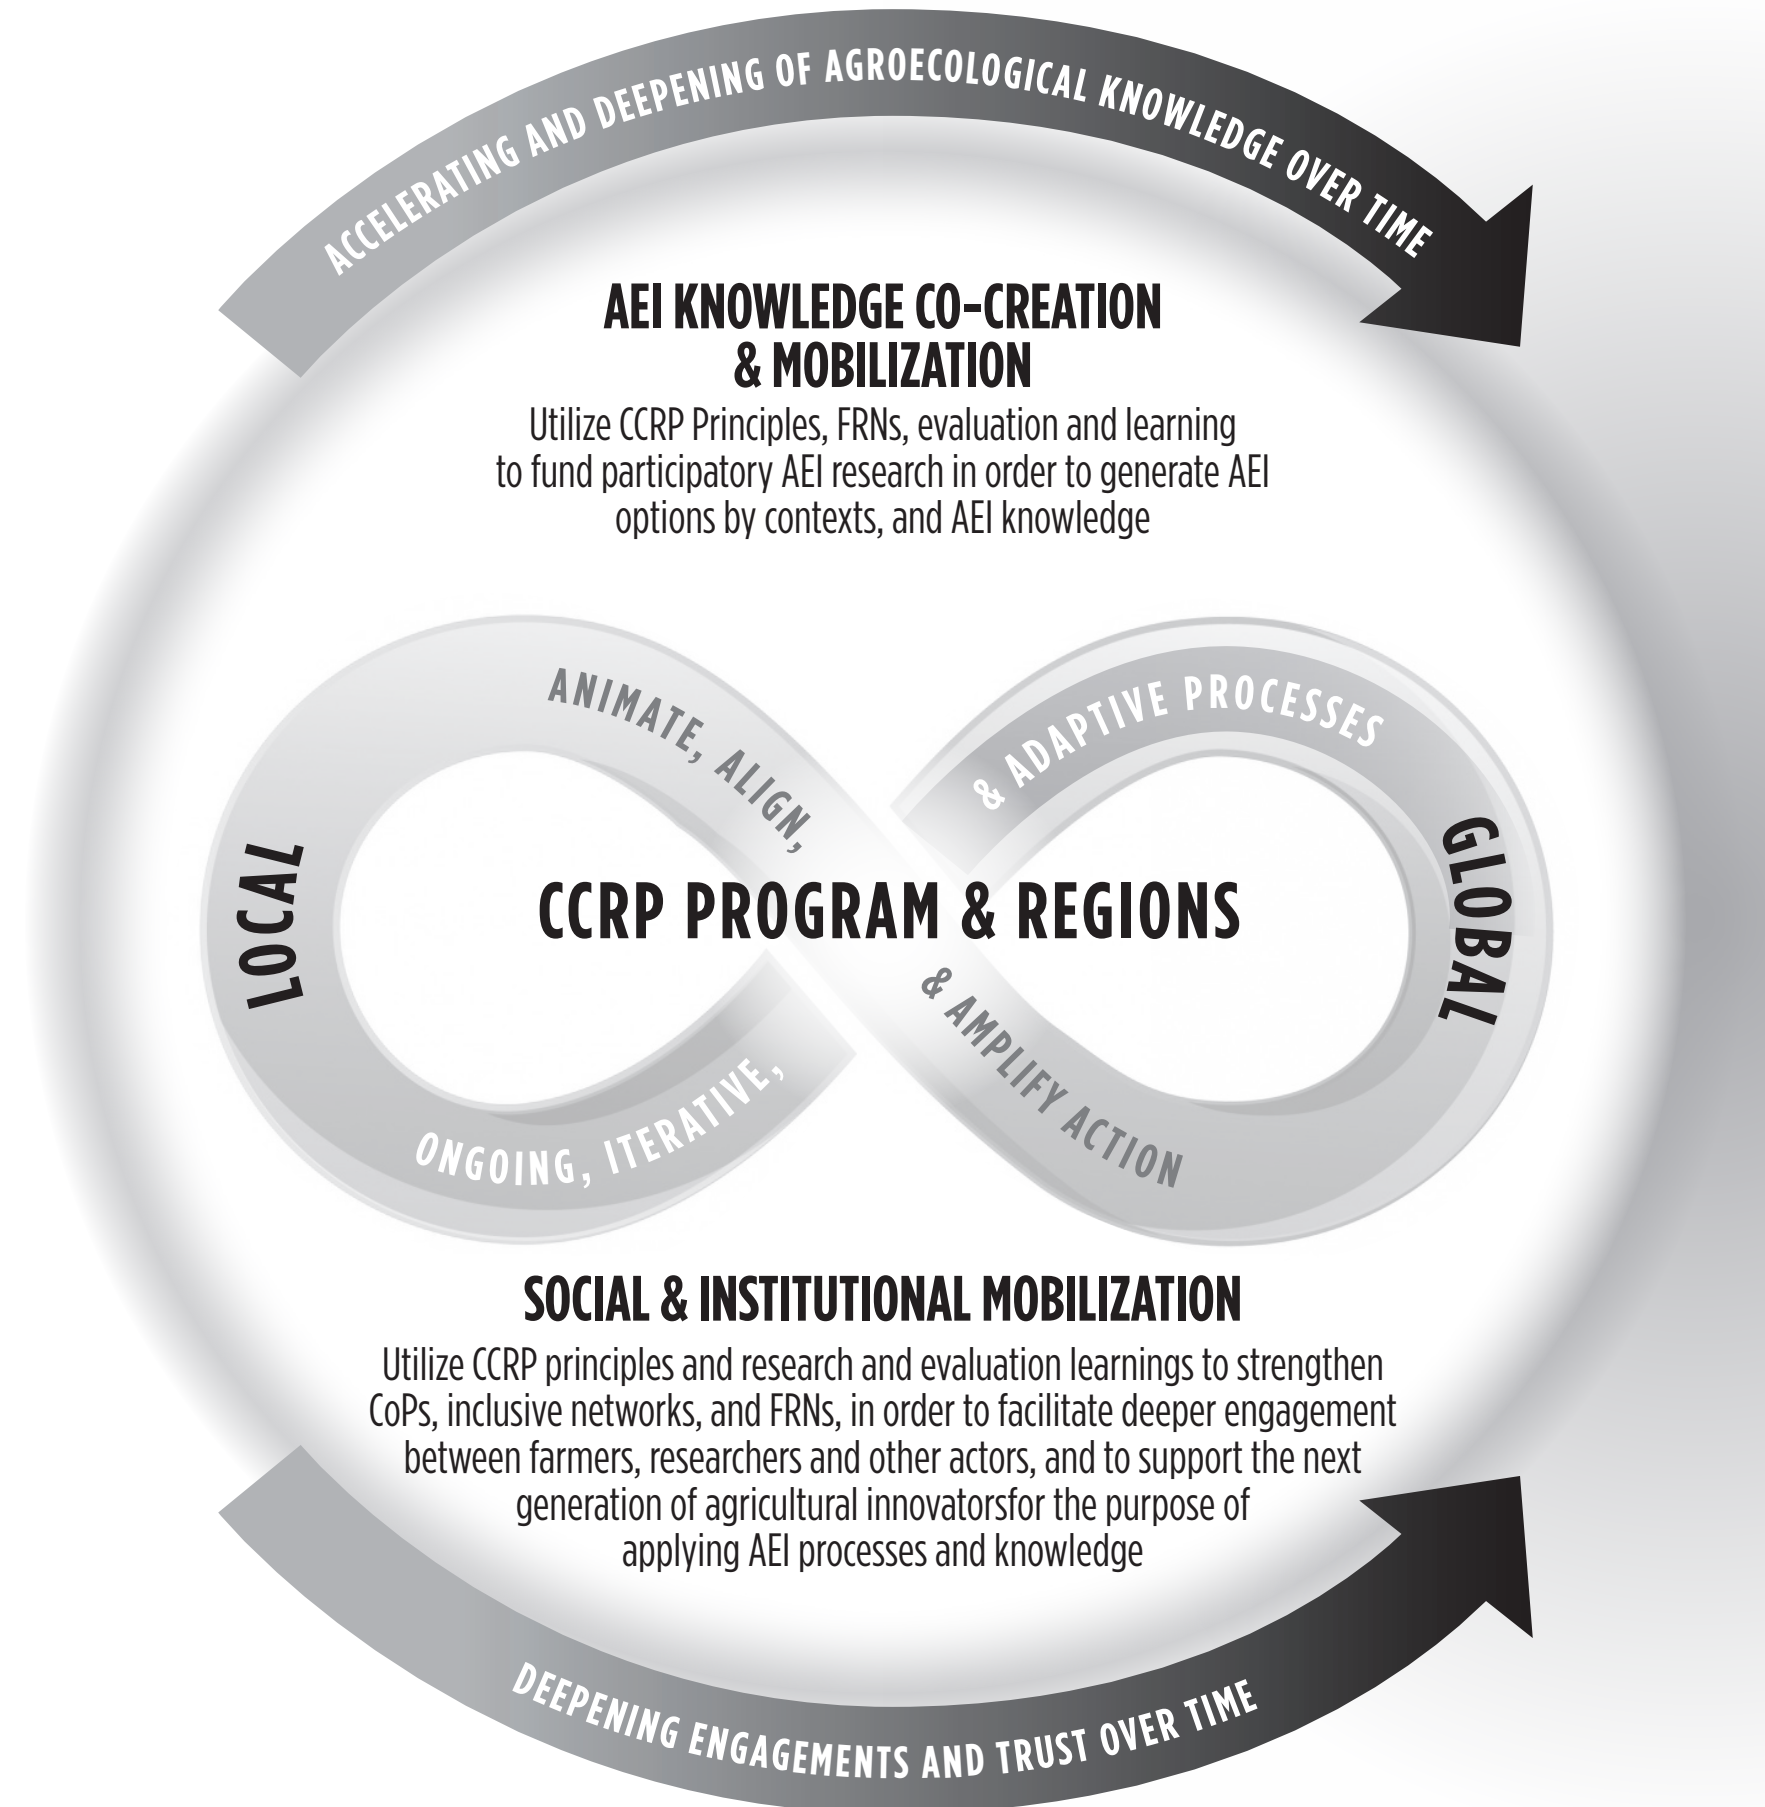 ACCELERATING AND DEEPENING OF AGROECOLOGICAL KNOWLEDGE OVER TIME
AEI KNOWLEDGE CO-CREATION
& MOBILIZATION
Utilize CCRP Principles, FRNs, evaluation and learning
to fund participatory AEI research in order to generate AEI
options by contexts, and AEI knowledge
ANIMATE, ALIGN,
& ADAPTIVE PROCESSES
LOCAL
CCRP PROGRAM & REGIONS
GLOBAL
ONGOING, ITERATIVE,
& AMPLIFY ACTION
SOCIAL & INSTITUTIONAL MOBILIZATION
Utilize CCRP principles and research and evaluation learnings to strengthen
CoPs, inclusive networks, and FRNs, in order to facilitate deeper engagement
between farmers, researchers and other actors, and to support the next
generation of agricultural innovatorsfor the purpose of
applying AEI processes and knowledge
DEEPENING ENGAGEMENTS AND TRUST OVER TIME